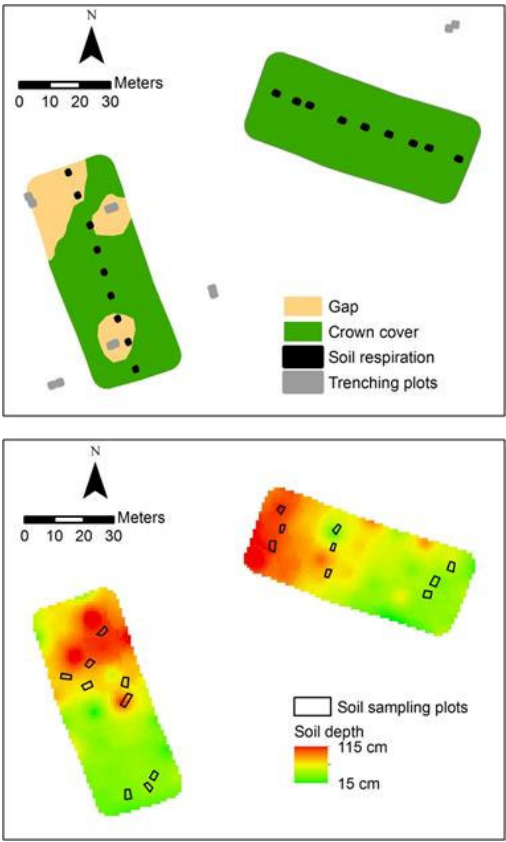 N
Meters
0 10 20 30
Gap
Crown cover
Soil respiration
Trenching plots
N
Meters
0 10 20 30
Soil sampling plots
Soil depth
115 cm
15 cm